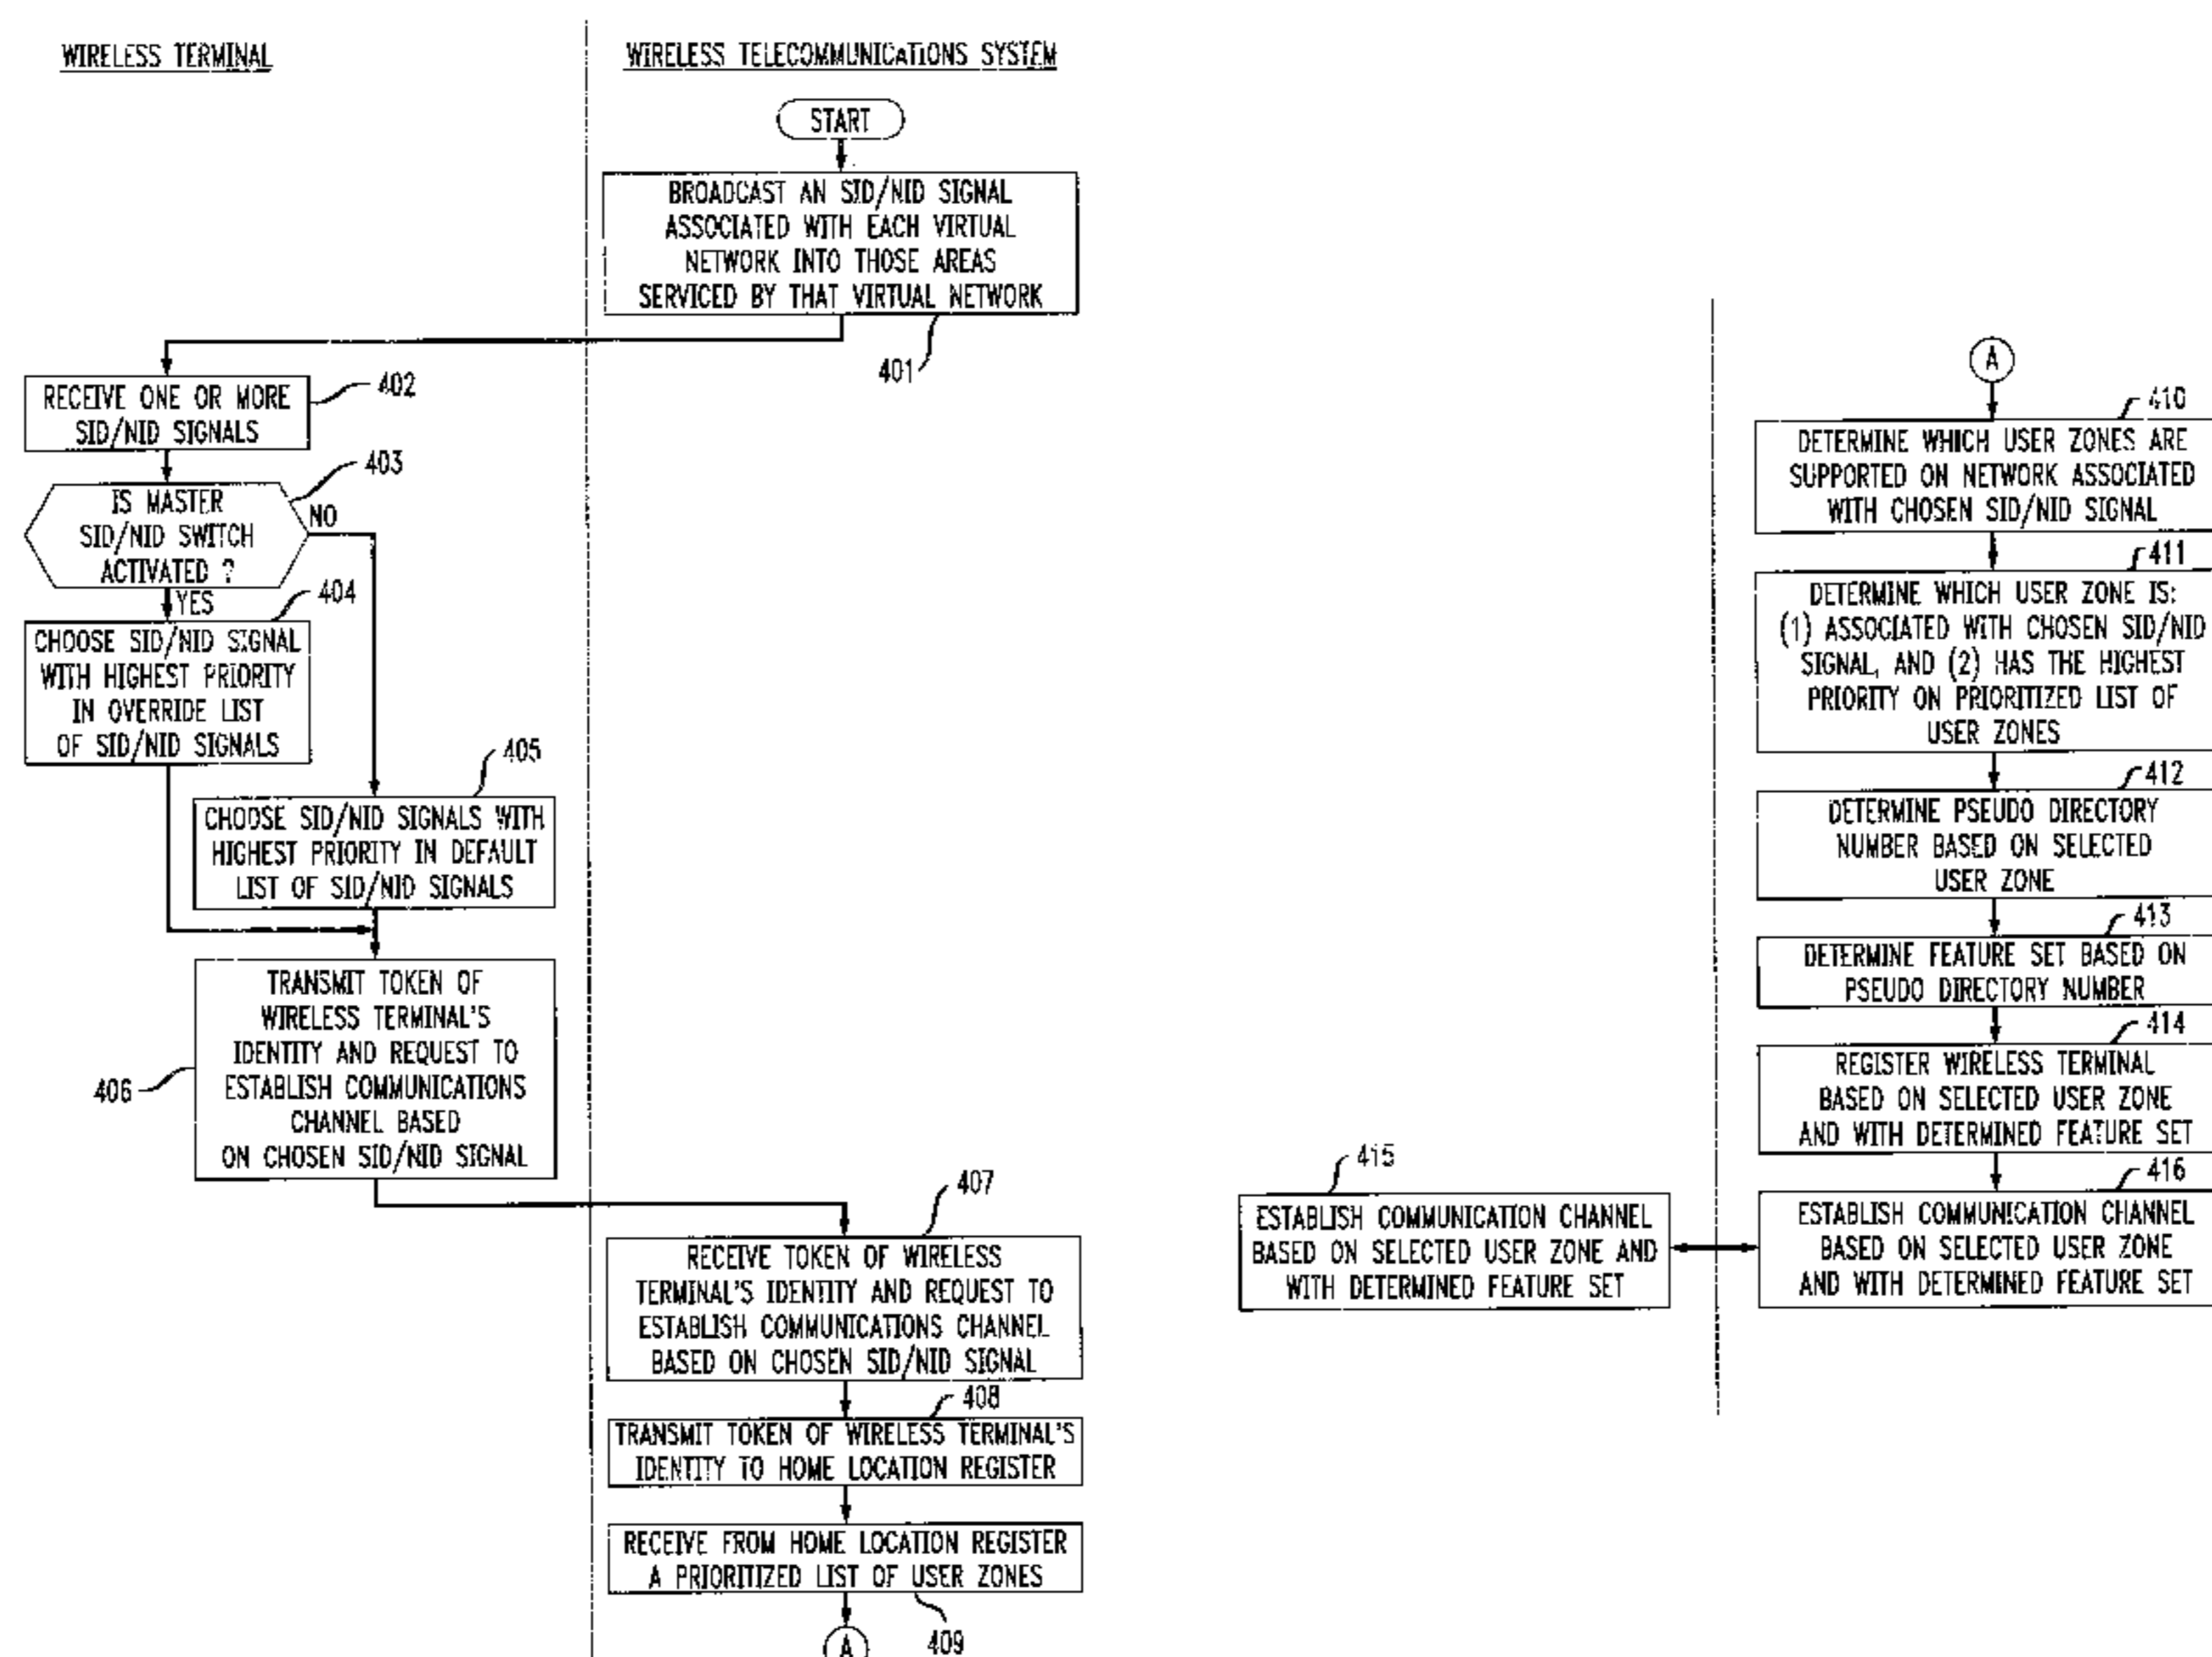 WIRELESS TERMINAL
WIRELESS TELECOMMUNICATIONS SYSTEM
START
BROADCAST AN SID/NID SIGNAL
ASSOCIATED WITH EACH VIRTUAL
NETWORK INTO THOSE AREAS
SERVICED BY THAT VIRTUAL NETWORK
401
RECEIVE ONE OR MORE
SID/NID SIGNALS
402
IS MASTER
SID/NID SWITCH
ACTIVATED ?
403
NO
YES
404
CHOOSE SID/NID SIGNAL
WITH HIGHEST PRIORITY
IN OVERRIDE LIST
OF SID/NID SIGNALS
405
CHOOSE SID/NID SIGNALS WITH
HIGHEST PRIORITY IN DEFAULT
LIST OF SID/NID SIGNALS
TRANSMIT TOKEN OF
WIRELESS TERMINAL'S
IDENTITY AND REQUEST TO
ESTABLISH COMMUNICATIONS
CHANNEL BASED
ON CHOSEN SID/NID SIGNAL
406
407
RECEIVE TOKEN OF WIRELESS
TERMINAL'S IDENTITY AND REQUEST TO
ESTABLISH COMMUNICATIONS CHANNEL
BASED ON CHOSEN SID/NID SIGNAL
408
TRANSMIT TOKEN OF WIRELESS TERMINAL'S
IDENTITY TO HOME LOCATION REGISTER
RECEIVE FROM HOME LOCATION REGISTER
A PRIORITIZED LIST OF USER ZONES
409
A
A
410
DETERMINE WHICH USER ZONES ARE
SUPPORTED ON NETWORK ASSOCIATED
WITH CHOSEN SID/NID SIGNAL
411
DETERMINE WHICH USER ZONE IS:
(1) ASSOCIATED WITH CHOSEN SID/NID
SIGNAL, AND (2) HAS THE HIGHEST
PRIORITY ON PRIORITIZED LIST OF
USER ZONES
412
DETERMINE PSEUDO DIRECTORY
NUMBER BASED ON SELECTED
USER ZONE
413
DETERMINE FEATURE SET BASED ON
PSEUDO DIRECTORY NUMBER
414
REGISTER WIRELESS TERMINAL
BASED ON SELECTED USER ZONE
AND WITH DETERMINED FEATURE SET
415
ESTABLISH COMMUNICATION CHANNEL
BASED ON SELECTED USER ZONE AND
WITH DETERMINED FEATURE SET
416
ESTABLISH COMMUNICATION CHANNEL
BASED ON SELECTED USER ZONE
AND WITH DETERMINED FEATURE SET